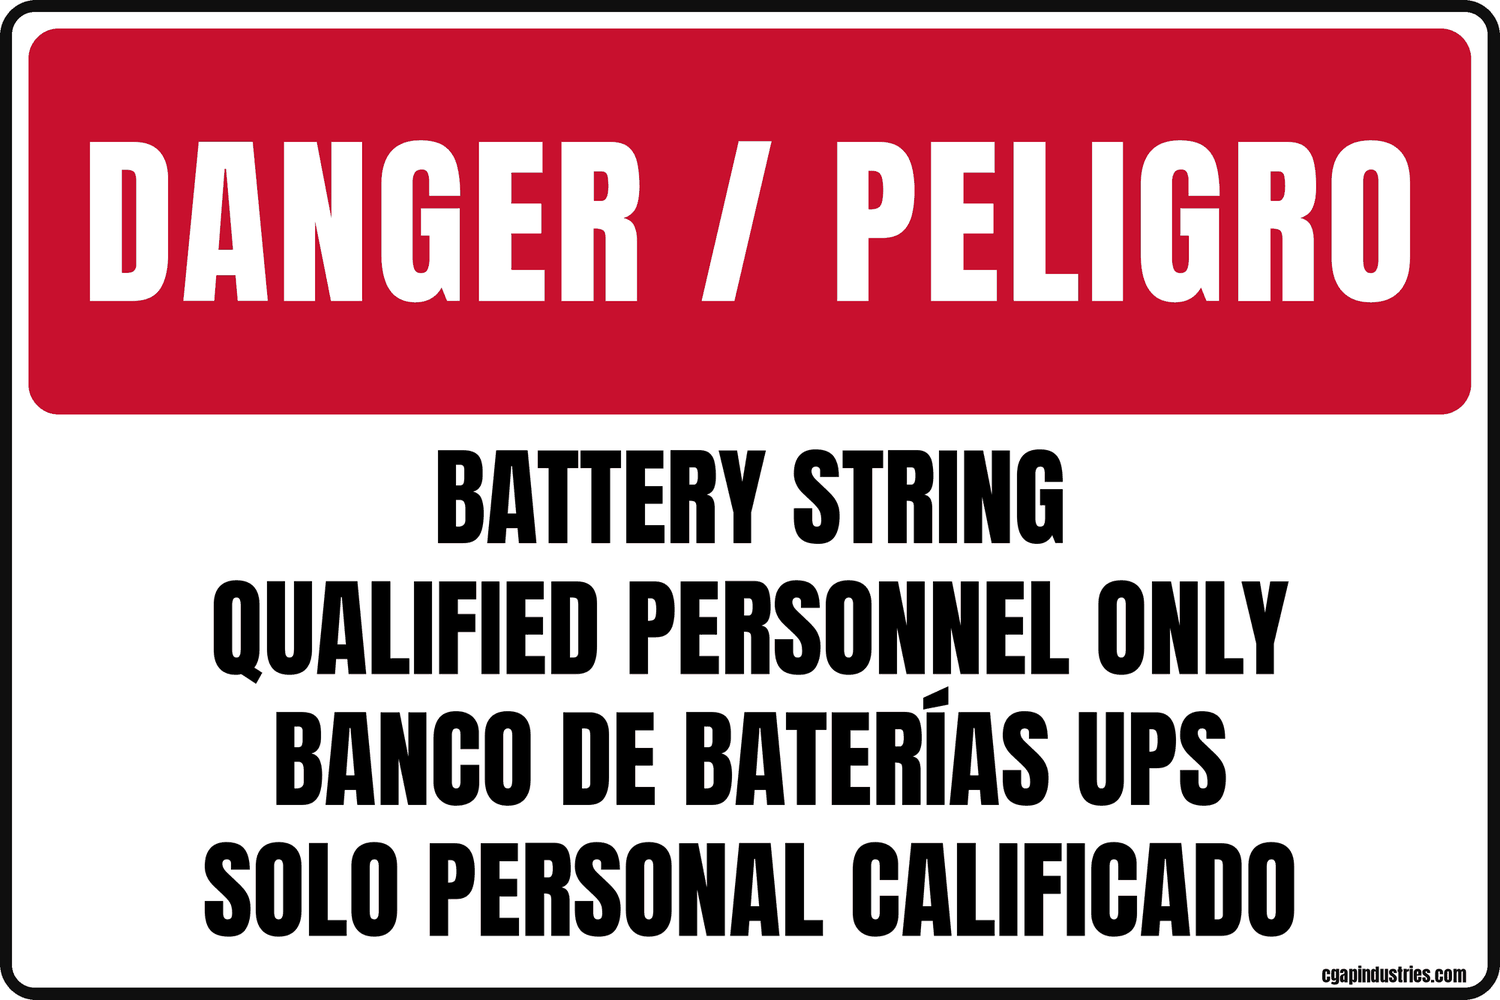 DANGER / PELIGRO
BATTERY STRING
QUALIFIED PERSONNEL ONLY
BANCO DE BATERÍAS UPS
SOLO PERSONAL CALIFICADO
cgapindustries.com